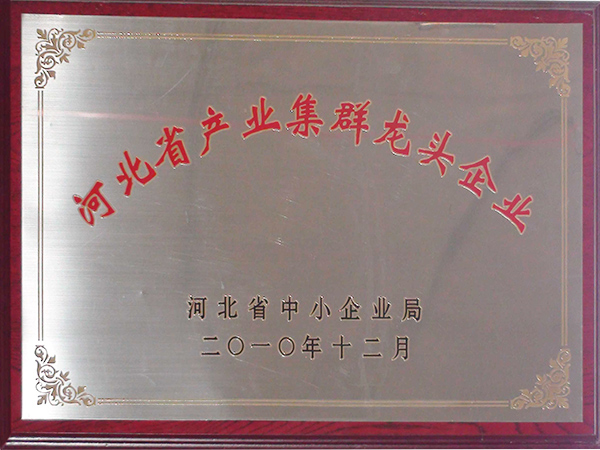 河北省产业集群龙头企业
河北省中小企业局
二〇一〇年十二月